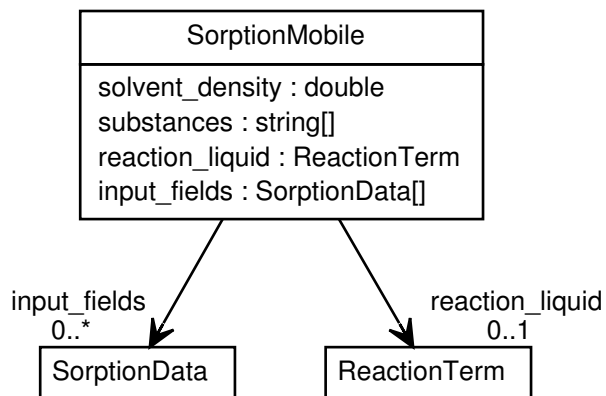 SorptionMobile
solvent_density : double
substances : string[]
reaction_liquid : ReactionTerm
input_fields : SorptionData[]
input_fields
0..*
reaction_liquid
0..1
SorptionData
ReactionTerm